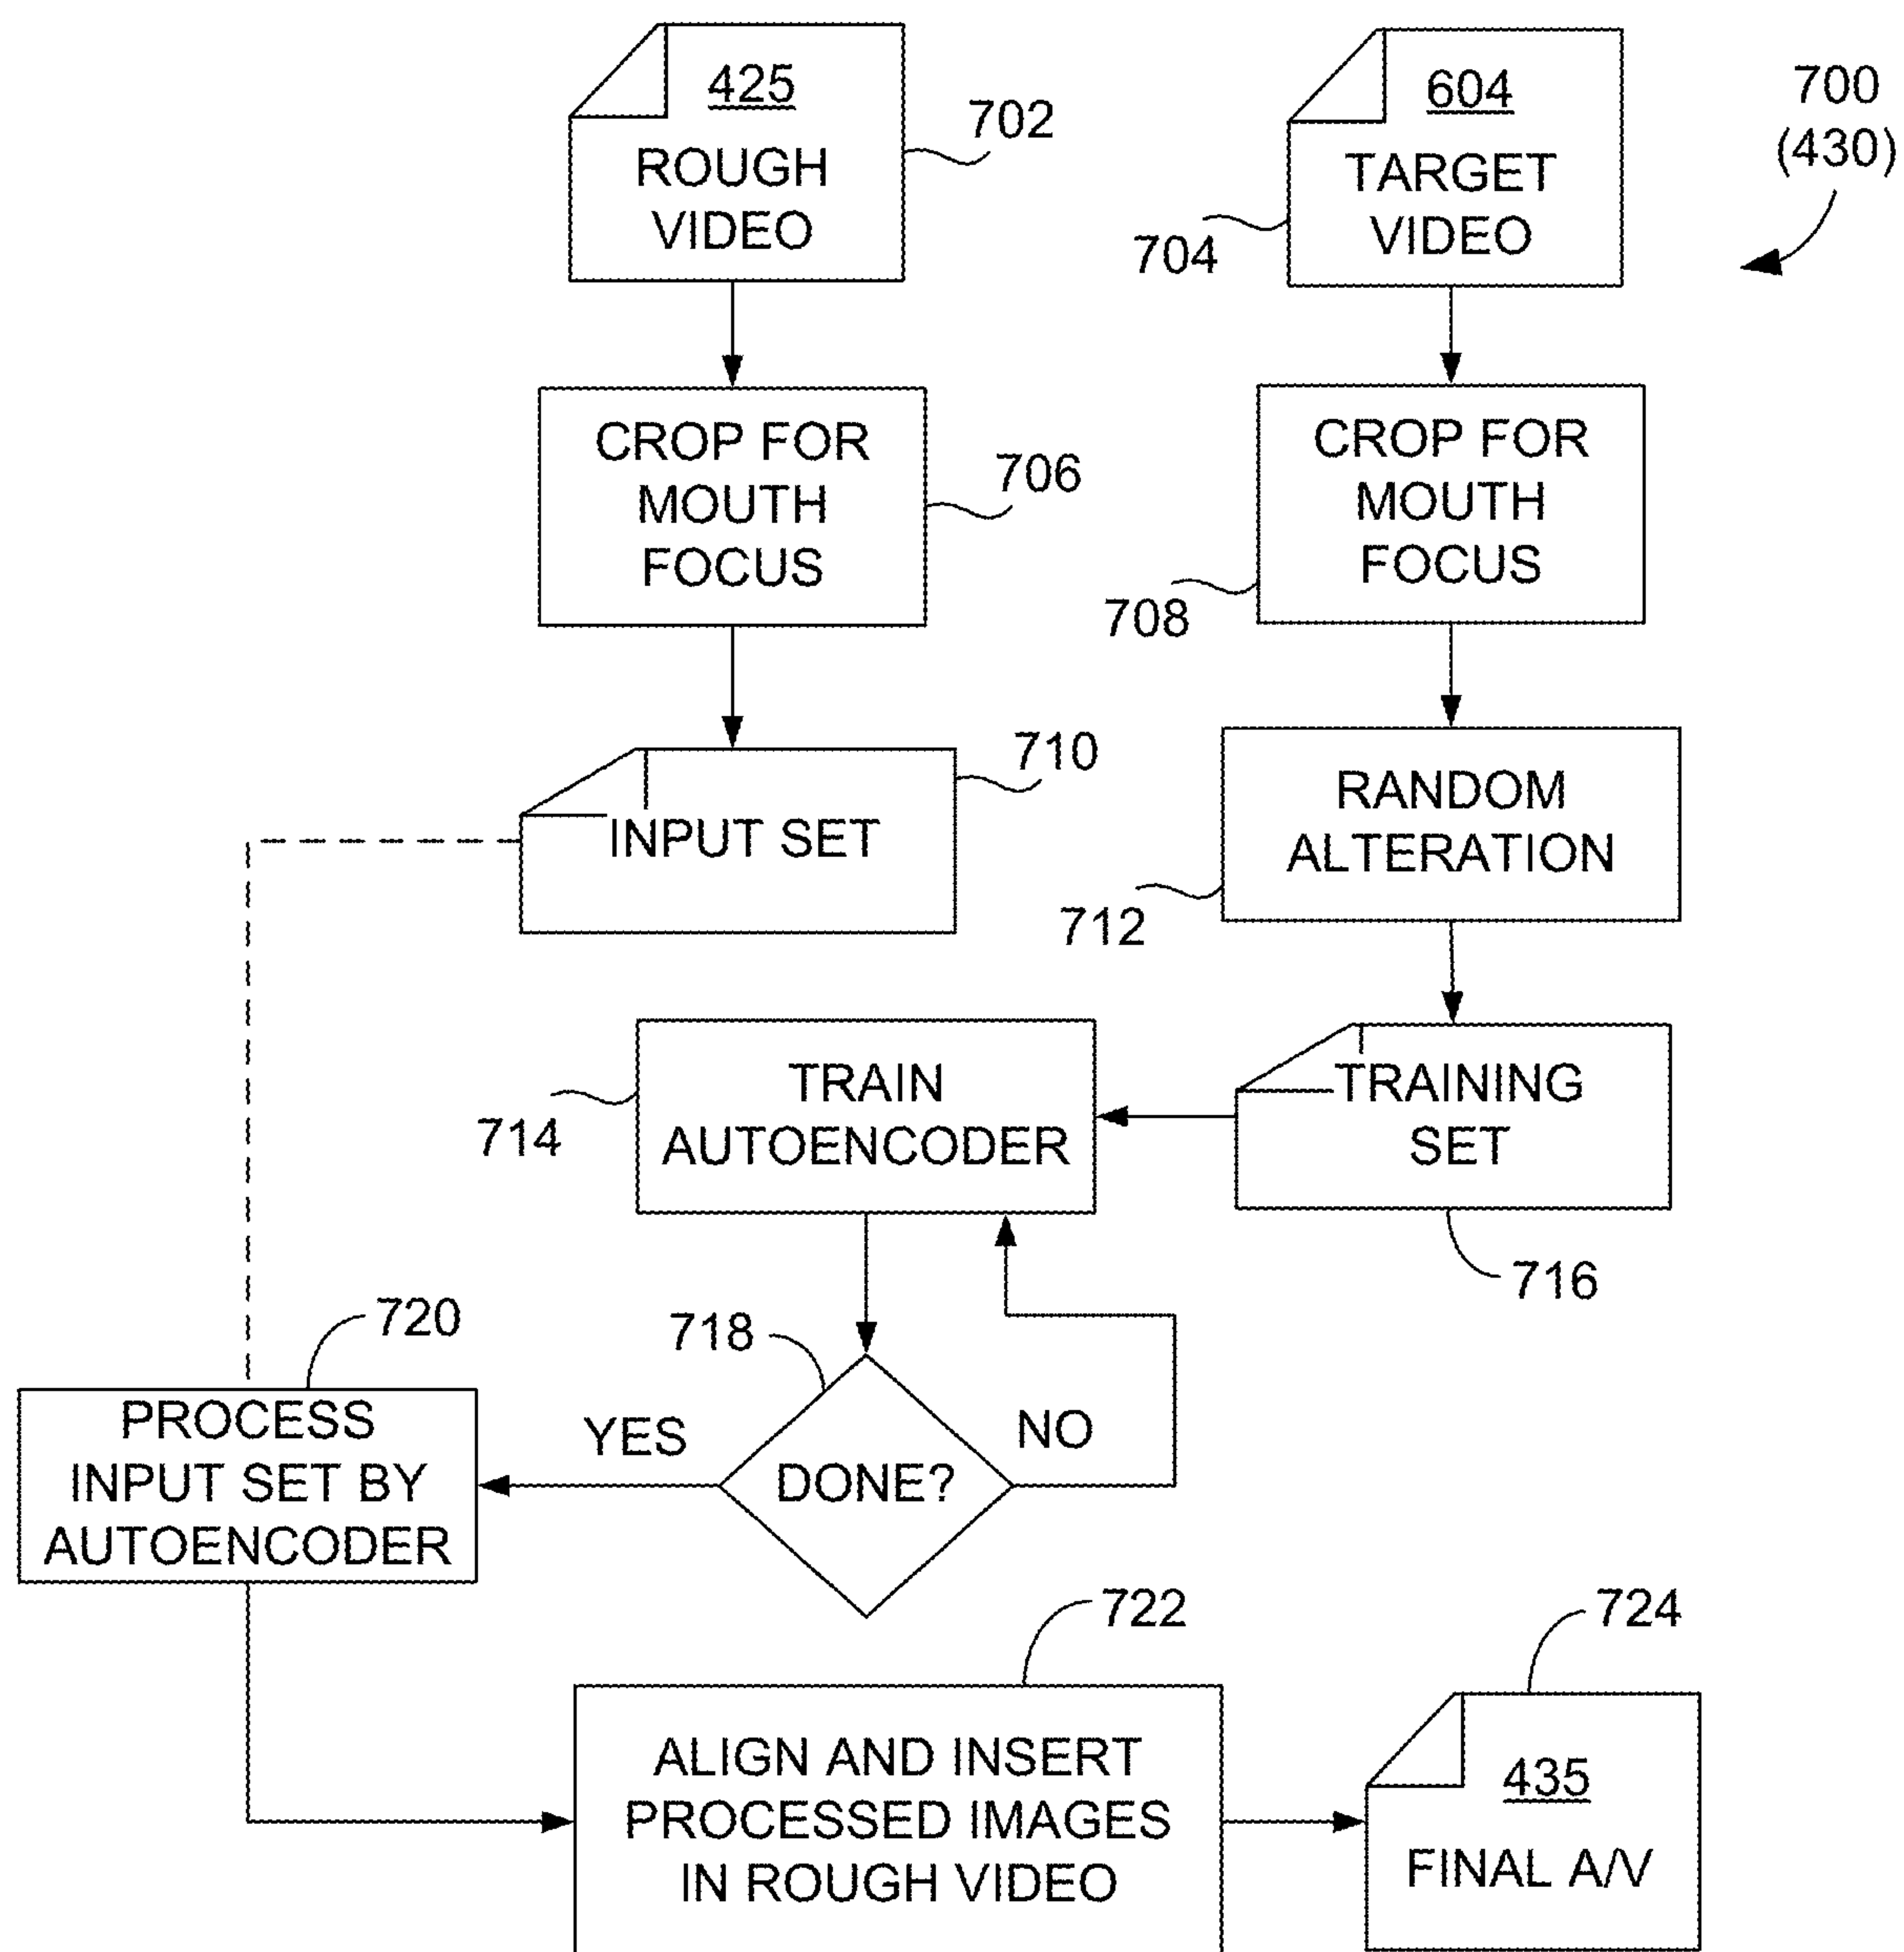 425
ROUGH
VIDEO
702
604
TARGET
VIDEO
704
700
(430)
CROP FOR
MOUTH
FOCUS
706
CROP FOR
MOUTH
FOCUS
708
INPUT SET
710
RANDOM
ALTERATION
712
TRAIN
AUTOENCODER
714
TRAINING
SET
716
718
DONE?
YES
NO
720
PROCESS
INPUT SET BY
AUTOENCODER
722
ALIGN AND INSERT
PROCESSED IMAGES
IN ROUGH VIDEO
724
435
FINAL A/V